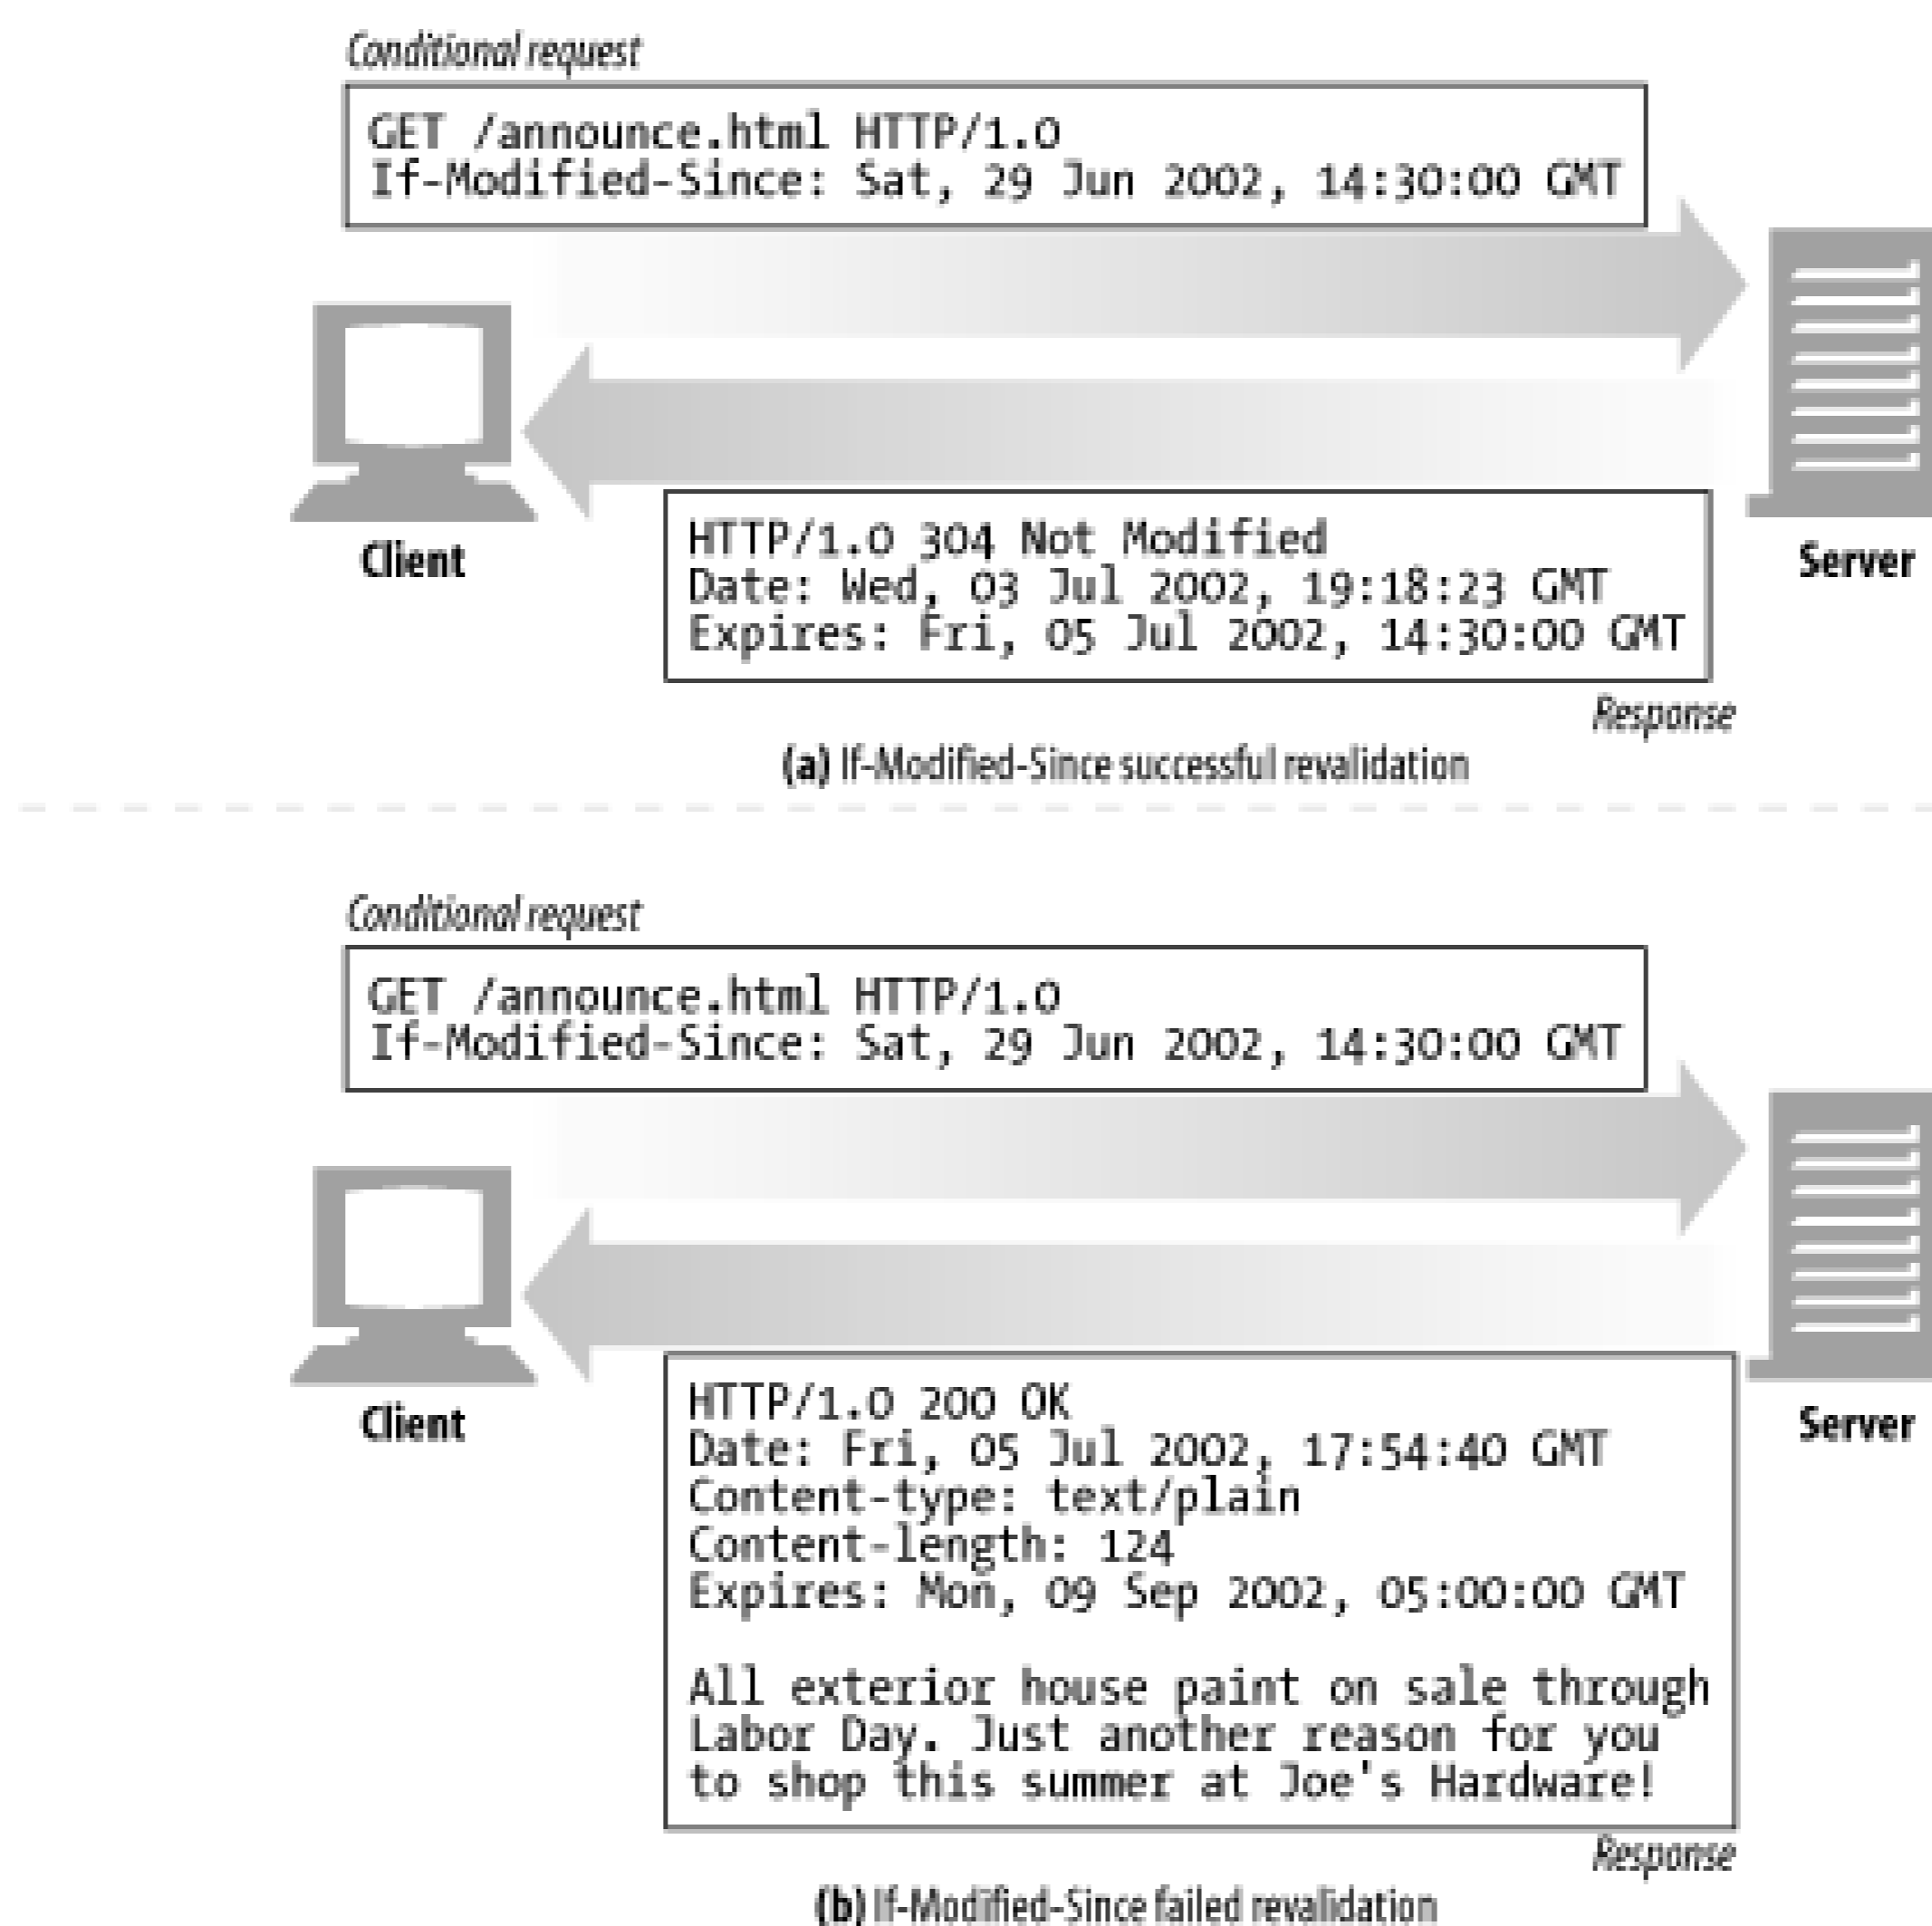 Conditional request
GET /announce.html HTTP/1.0
If-Modified-Since: Sat, 29 Jun 2002, 14:30:00 GMT
Client
Server
HTTP/1.0 304 Not Modified
Date: Wed, 03 Jul 2002, 19:18:23 GMT
Expires: Fri, 05 Jul 2002, 14:30:00 GMT
Response
(a) If-Modified-Since successful revalidation
Conditional request
GET /announce.html HTTP/1.0
If-Modified-Since: Sat, 29 Jun 2002, 14:30:00 GMT
Client
Server
HTTP/1.0 200 OK
Date: Fri, 05 Jul 2002, 17:54:40 GMT
Content-type: text/plain
Content-length: 124
Expires: Mon, 09 Sep 2002, 05:00:00 GMT
All exterior house paint on sale through
Labor Day. Just another reason for you
to shop this summer at Joe's Hardware!
Response
(b) If-Modified-Since failed revalidation